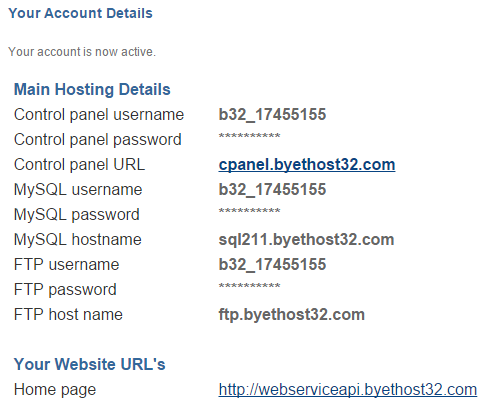 Your Account Details
Your account is now active.
Main Hosting Details
Control panel username b32_17455155
Control panel password **********
Control panel URL cpanel.byethost32.com
MySQL username b32_17455155
MySQL password **********
MySQL hostname sql211.byethost32.com
FTP username b32_17455155
FTP password **********
FTP host name ftp.byethost32.com
Your Website URL's
Home page http://webserviceapi.byethost32.com